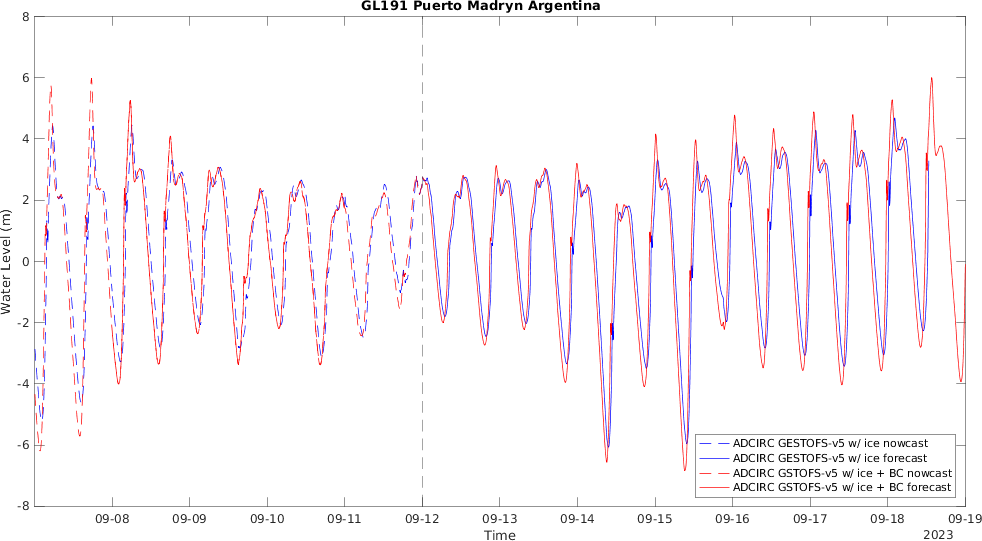 GL191 Puerto Madryn Argentina
8
6
4
2
0
-2
-4
-6
-8
Water Level (m)
ADCIRC GESTOFS-v5 w/ ice nowcast
ADCIRC GESTOFS-v5 w/ ice forecast
ADCIRC GSTOFS-v5 w/ ice + BC nowcast
ADCIRC GSTOFS-v5 w/ ice + BC forecast
09-08 09-09 09-10 09-11 09-12 09-13 09-14 09-15 09-16 09-17 09-18 09-19
Time
2023